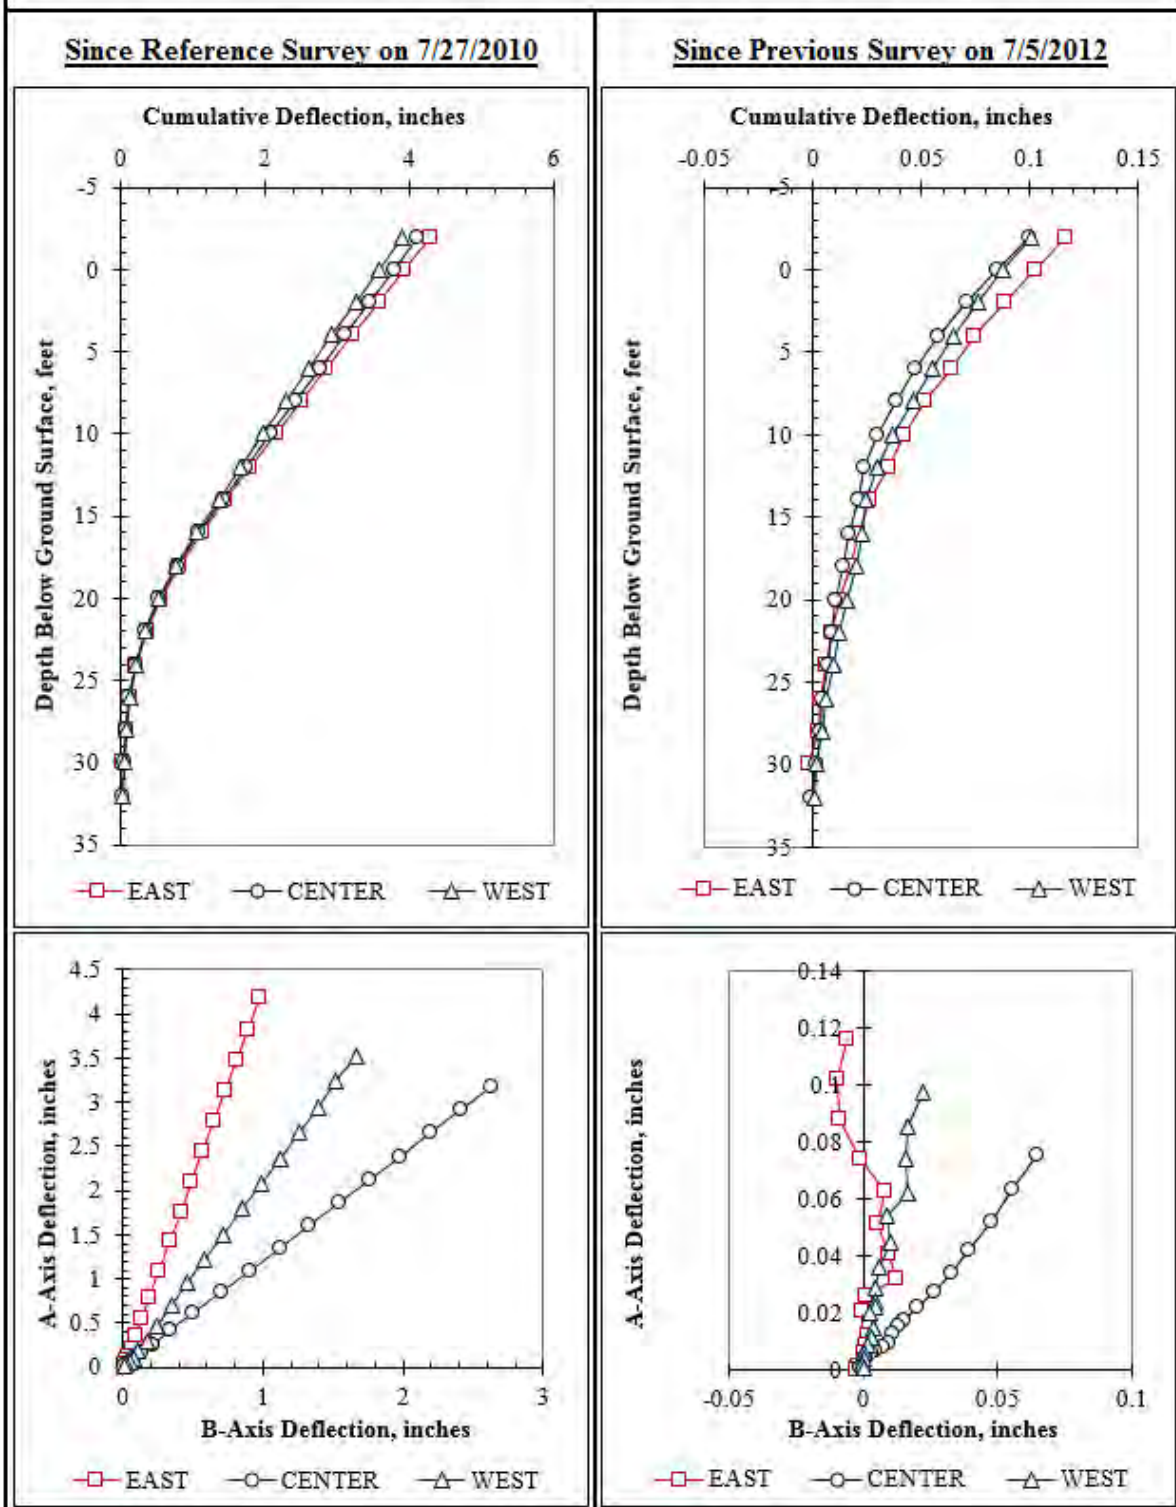 Since Reference Survey on 7/27/2010
Cumulative Deflection, inches
0 2 4 6
-5
0
5
10
15
20
25
30
35
Depth Below Ground Surface, feet
EAST CENTER WEST
Since Previous Survey on 7/5/2012
Cumulative Deflection, inches
-0.05 0 0.05 0.1 0.15
-5
0
5
10
15
20
25
30
35
Depth Below Ground Surface, feet
EAST CENTER WEST
4.5
4
3.5
3
2.5
2
1.5
1
0.5
0
A-Axis Deflection, inches
0 1 2 3
B-Axis Deflection, inches
EAST CENTER WEST
0.14
0.12
0.1
0.08
0.06
0.04
0.02
0
A-Axis Deflection, inches
-0.05 0 0.05 0.1
B-Axis Deflection, inches
EAST CENTER WEST